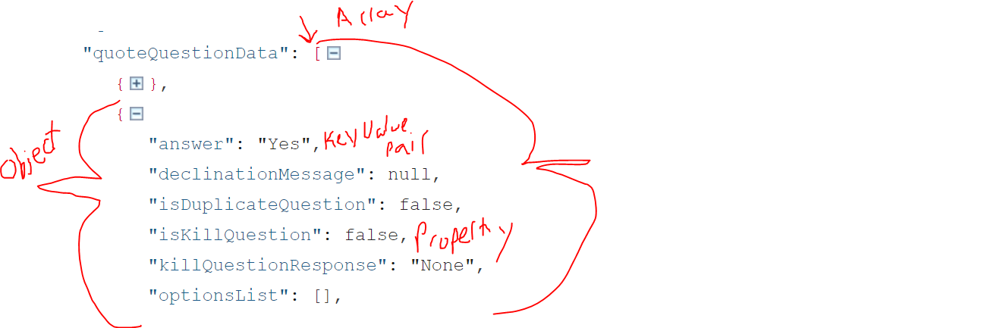 Array
"quoteQuestionData": [
{ },
{
Object
"answer": "Yes", Key Value
pair
"declinationMessage": null,
"isDuplicateQuestion": false,
"isKillQuestion": false, Property
"killQuestionResponse": "None",
"optionsList": [],